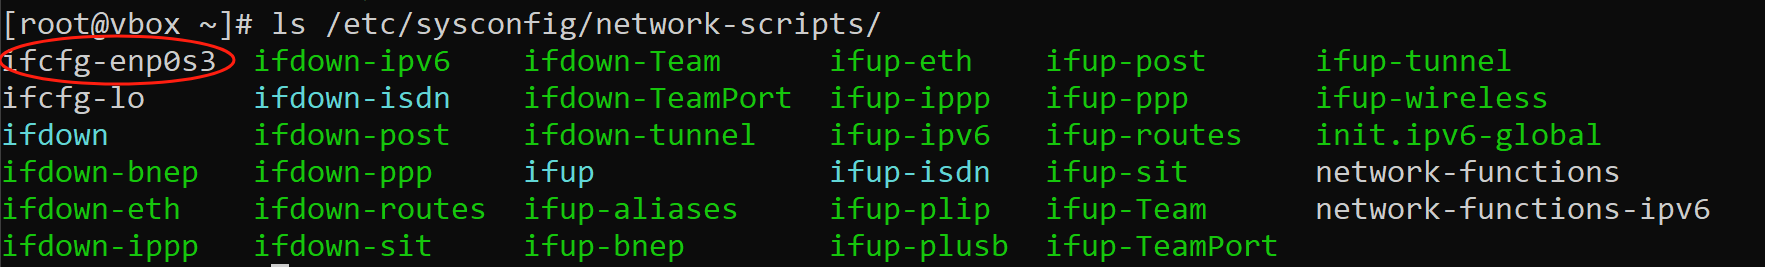 [root@vbox ~]# ls /etc/sysconfig/network-scripts/
ifcfg-enp0s3 ifdown-ipv6 ifdown-Team ifup-eth ifup-post ifup-tunnel
ifcfg-lo ifdown-isdn ifdown-TeamPort ifup-ippp ifup-ppp ifup-wireless
ifdown ifdown-post ifdown-tunnel ifup-ipv6 ifup-routes init.ipv6-global
ifdown-bnep ifdown-ppp ifup ifup-isdn ifup-sit network-functions
ifdown-eth ifdown-routes ifup-aliases ifup-plip ifup-Team network-functions-ipv6
ifdown-ippp ifdown-sit ifup-bnep ifup-plusb ifup-TeamPort